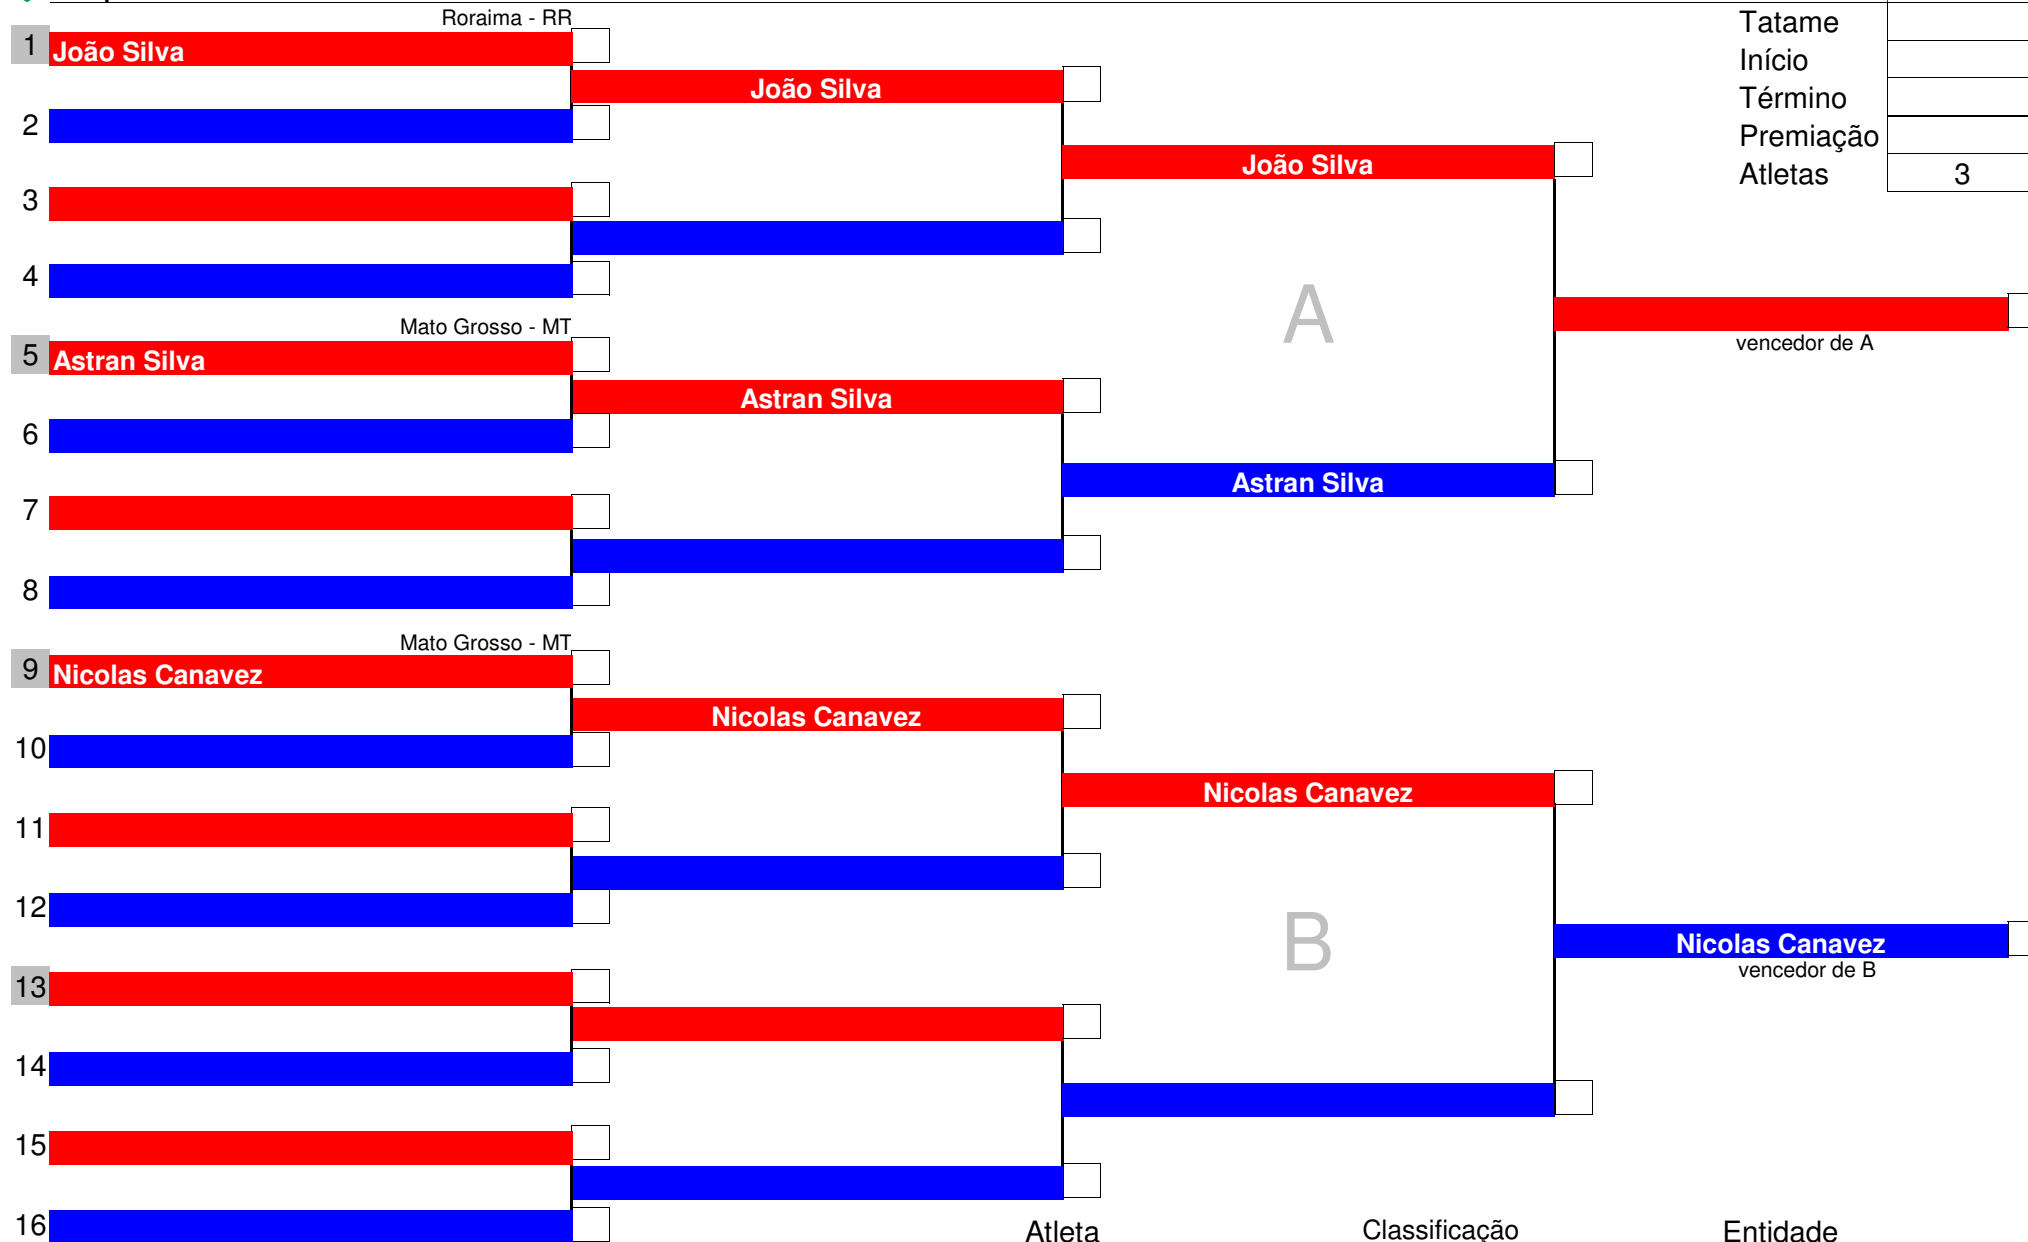 Roraima - RR
Tatame
1 João Silva
Início
João Silva
Término
2
Premiação
João Silva
Atletas 3
3
4
A
Mato Grosso - MT
vencedor de A
5 Astran Silva
Astran Silva
6
Astran Silva
7
8
Mato Grosso - MT
9 Nicolas Canavez
Nicolas Canavez
10
Nicolas Canavez
11
12
B
Nicolas Canavez
vencedor de B
13
14
15
16
Atleta Classificação Entidade